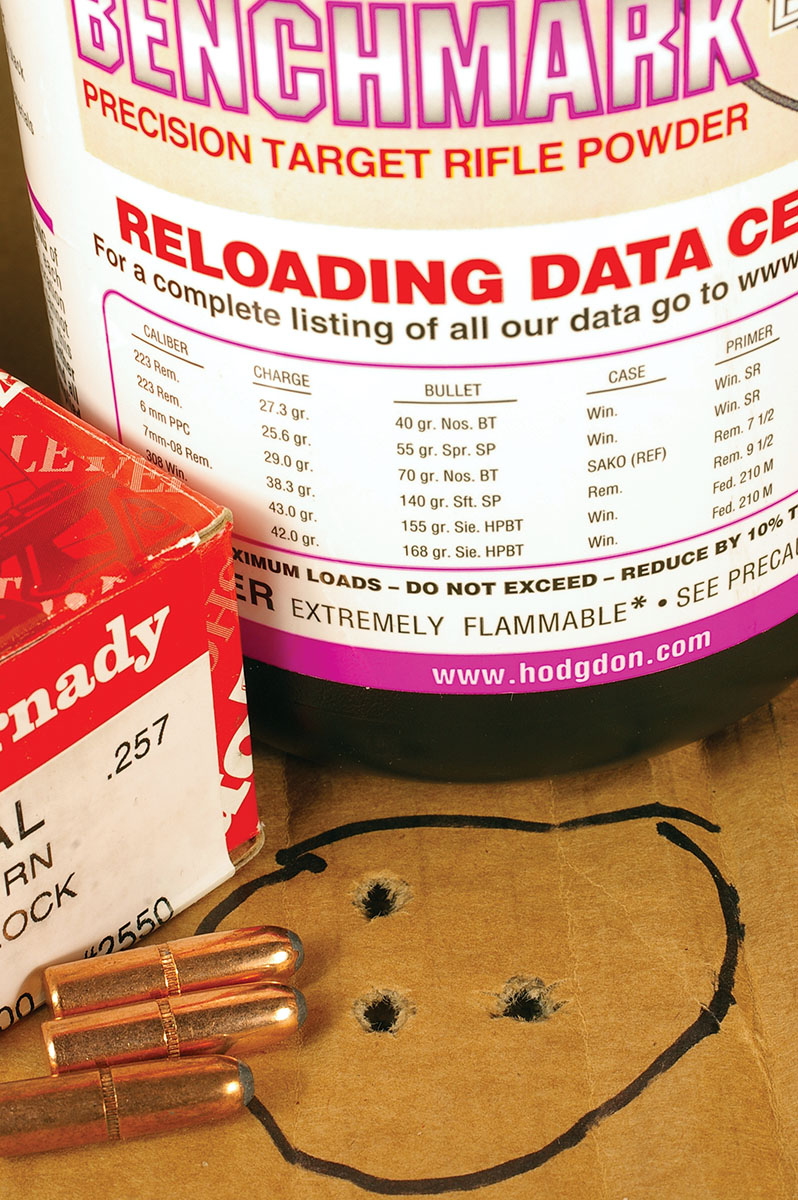 BENCHMARK
PRECISION TARGET RIFLE POWDER
RELOADING DATA CE
For a complete listing of all our data go to www
CALIBER CHARGE BULLET CASE PRIMER
223 Rem. 27.3 gr. 40 gr. Nos. BT Win. Win. SR
223 Rem. 25.6 gr. 55 gr. Spr. SP Win. Win. SR
6 mm PPC 29.0 gr. 70 gr. Nos. BT SAKO (REF) Rem. 7 1/2
7mm-08 Rem. 38.3 gr. 140 gr. Sft. SP Rem. Rem. 9 1/2
308 Win. 43.0 gr. 155 gr. Sie. HPBT Win. Fed. 210 M
42.0 gr. 168 gr. Sie. HPBT Win. Fed. 210 M
XIMUM LOADS – DO NOT EXCEED – REDUCE BY 10% T
ER EXTREMELY FLAMMABLE* • SEE PRECAU
www.hodgdon.com
LEVER
rnady
.257
AL
RN
OCK
#2550
00